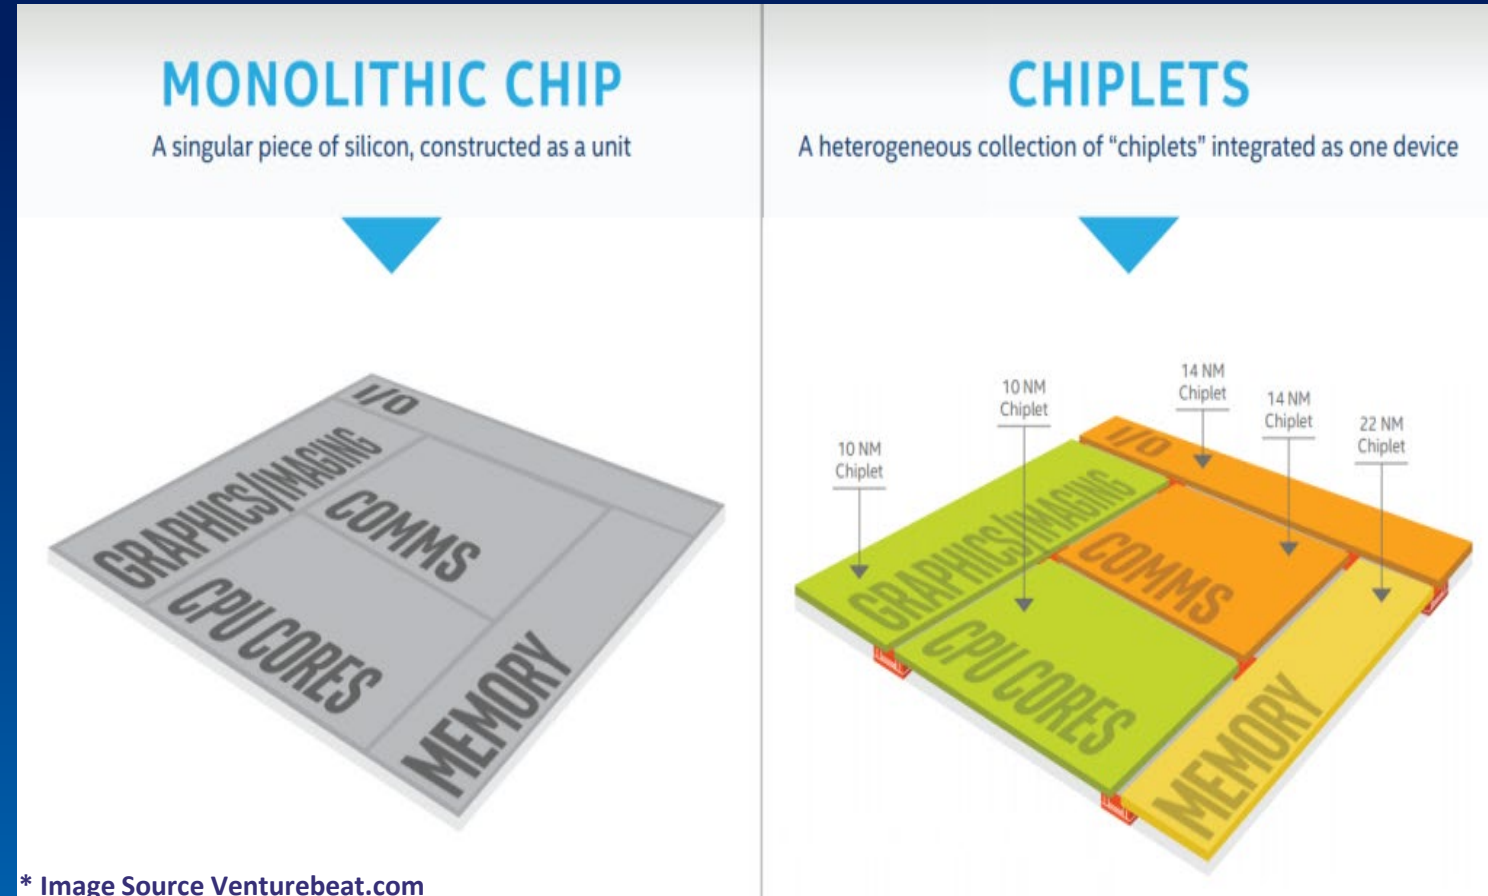 MONOLITHIC CHIP
A singular piece of silicon, constructed as a unit
I/O
GRAPHICS/IMAGING
COMMS
CPU CORES
MEMORY
CHIPLETS
A heterogeneous collection of “chiplets” integrated as one device
10 NM
Chiplet
10 NM
Chiplet
14 NM
Chiplet
14 NM
Chiplet
22 NM
Chiplet
I/O
GRAPHICS/IMAGING
COMMS
CPU CORES
MEMORY
* Image Source Venturebeat.com